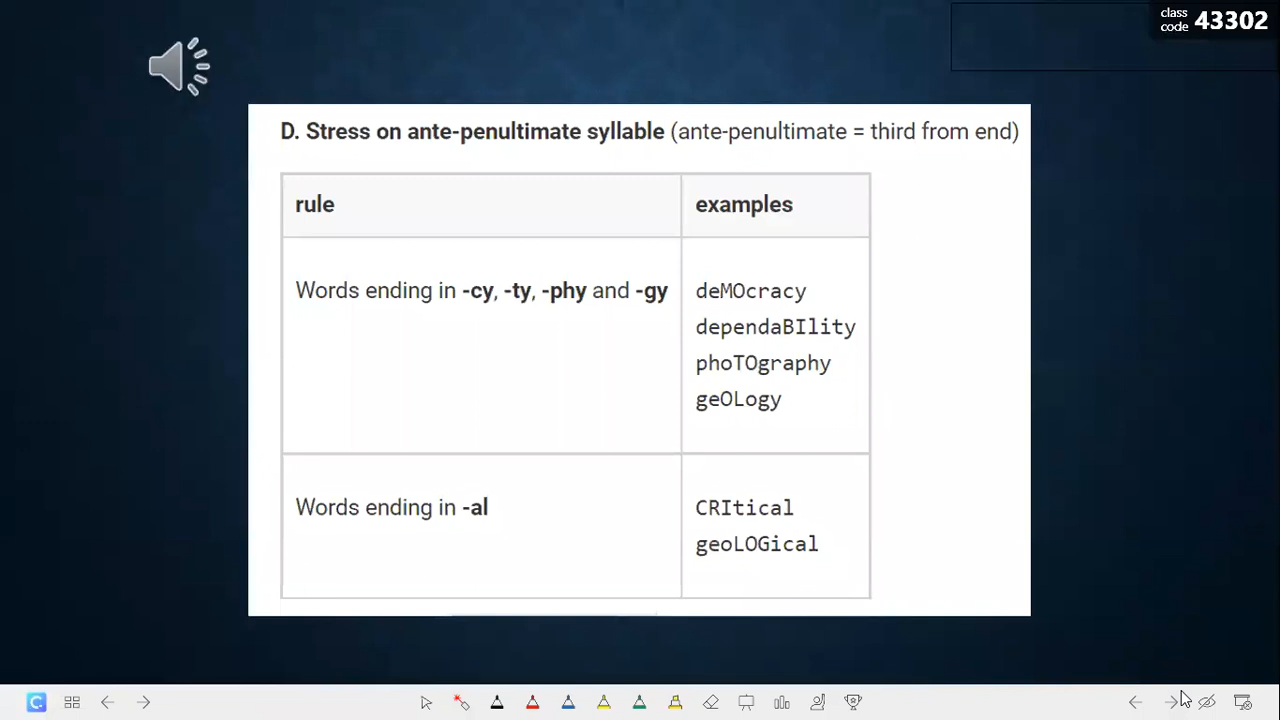 class
code 43302
D. Stress on ante-penultimate syllable (ante-penultimate = third from end)
rule examples
Words ending in -cy, -ty, -phy and -gy deMOcracy
dependaBIlity
phoTOgraphy
geOLogy
Words ending in -al CRItical
geoLOGical